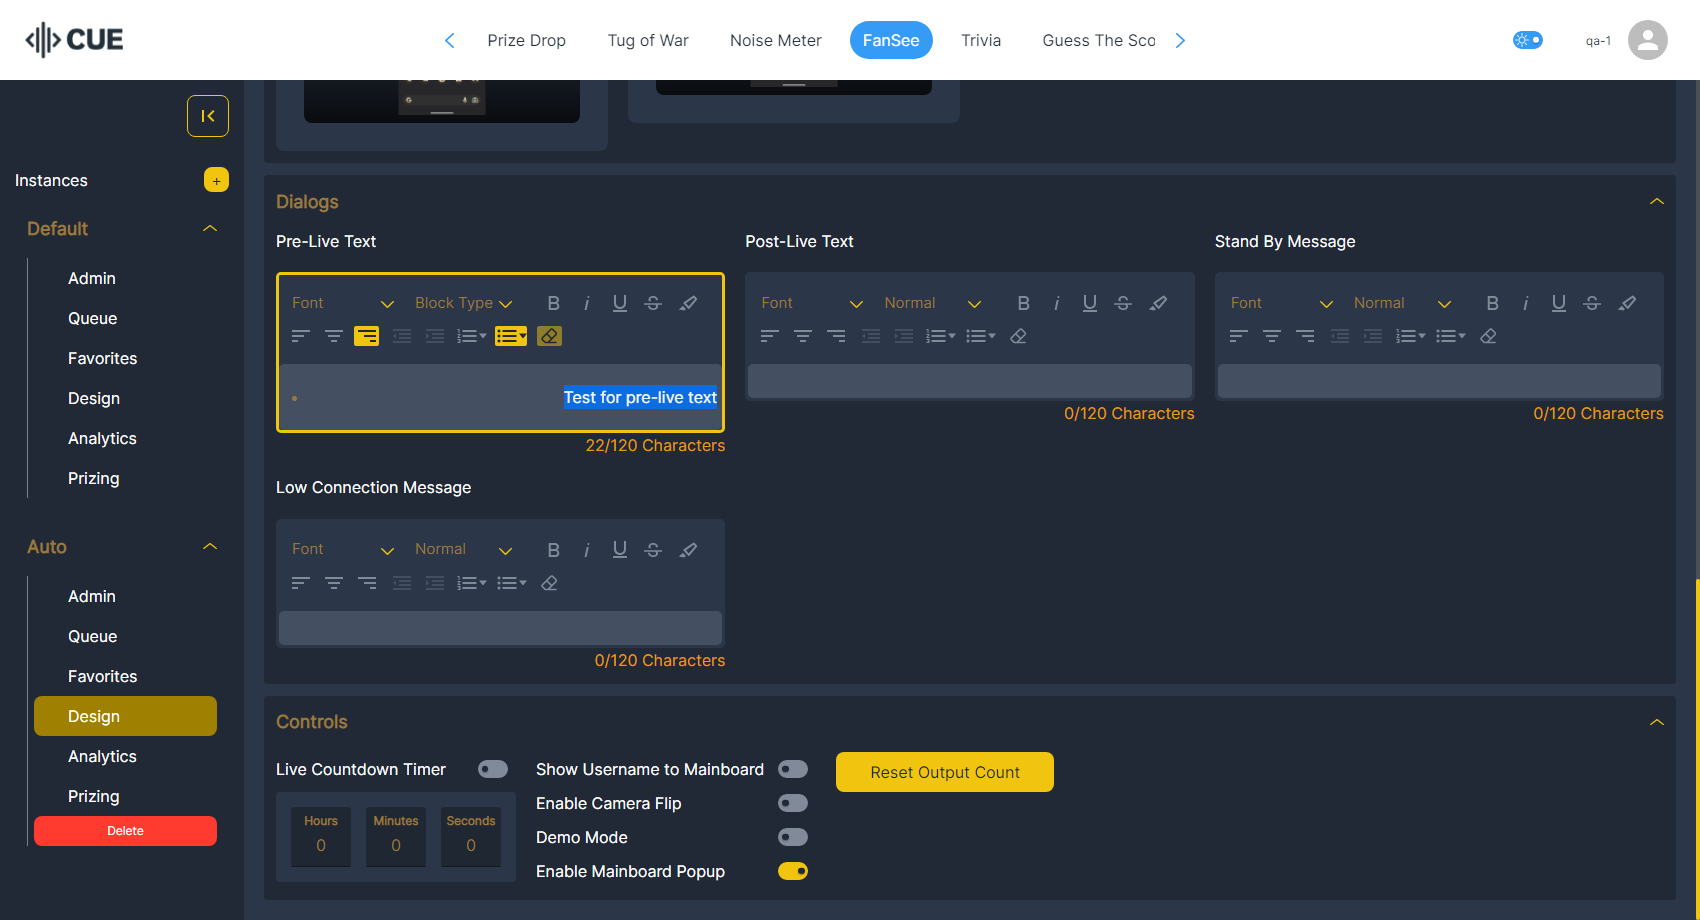 CUE
Prize Drop
Tug of War
Noise Meter
FanSee
Trivia
Guess The Sco
qa-1
Instances
+
Default
Admin
Queue
Favorites
Design
Analytics
Prizing
Auto
Admin
Queue
Favorites
Design
Analytics
Prizing
Delete
Dialogs
Pre-Live Text
Font
Block Type
B
i
U
S
Test for pre-live text
22/120 Characters
Post-Live Text
Font
Normal
B
i
U
S
0/120 Characters
Stand By Message
Font
Normal
B
i
U
S
0/120 Characters
Low Connection Message
Font
Normal
B
i
U
S
0/120 Characters
Controls
Live Countdown Timer
Hours
Minutes
Seconds
0
0
0
Show Username to Mainboard
Enable Camera Flip
Demo Mode
Enable Mainboard Popup
Reset Output Count